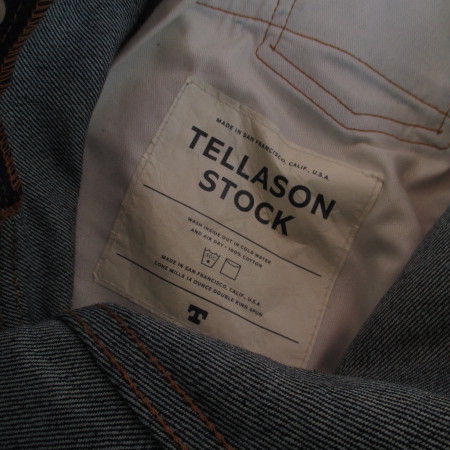 MADE IN SAN FRANCISCO, CALIF., U.S.A.
TELLASON
STOCK
WASH INSIDE OUT IN COLD WATER
AND AIR DRY • 100% COTTON
MADE IN SAN FRANCISCO, CALIF., U.S.A.
CONE MILLS 14 OUNCE DOUBLE RING SPUN
T